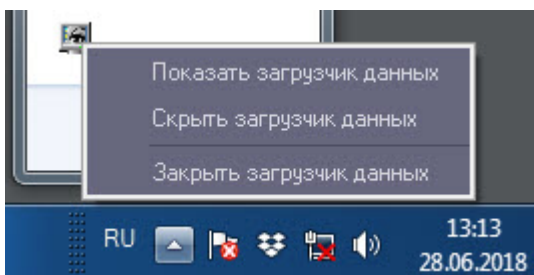 Показать загрузчик данных
Скрыть загрузчик данных
Закрыть загрузчик данных
RU
13:13
28.06.2018